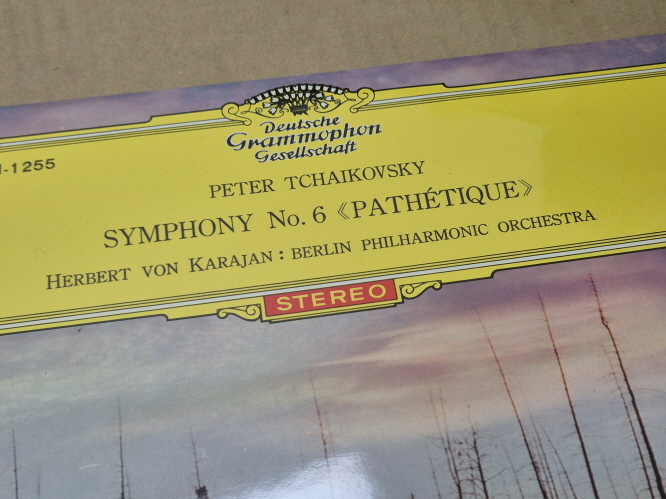 Deutsche
Grammophon
Gesellschaft
-1255
PETER TCHAIKOVSKY
SYMPHONY No. 6 《PATHÉTIQUE》
HERBERT VON KARAJAN: BERLIN PHILHARMONIC ORCHESTRA
STEREO